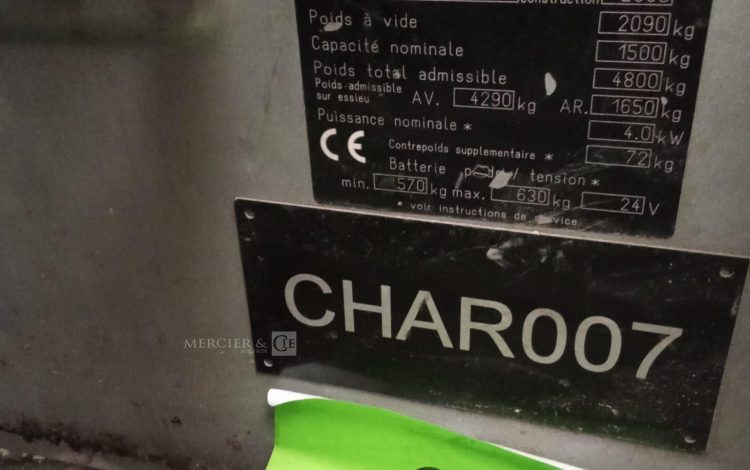 construction
Poids à vide 2090 kg
Capacité nominale 1500 kg
Poids total admissible 4800 kg
Poids admissible
sur essieu AV. 4290 kg AR. 1650 kg
Puissance nominale * 4.0 kW
CE Contrepoids supplementaire * 72 kg
Batterie / tension *
min. 570 kg max. 630 kg 24 V
* voir instructions de
CHAR007
MERCIER & CIE
AUCTION